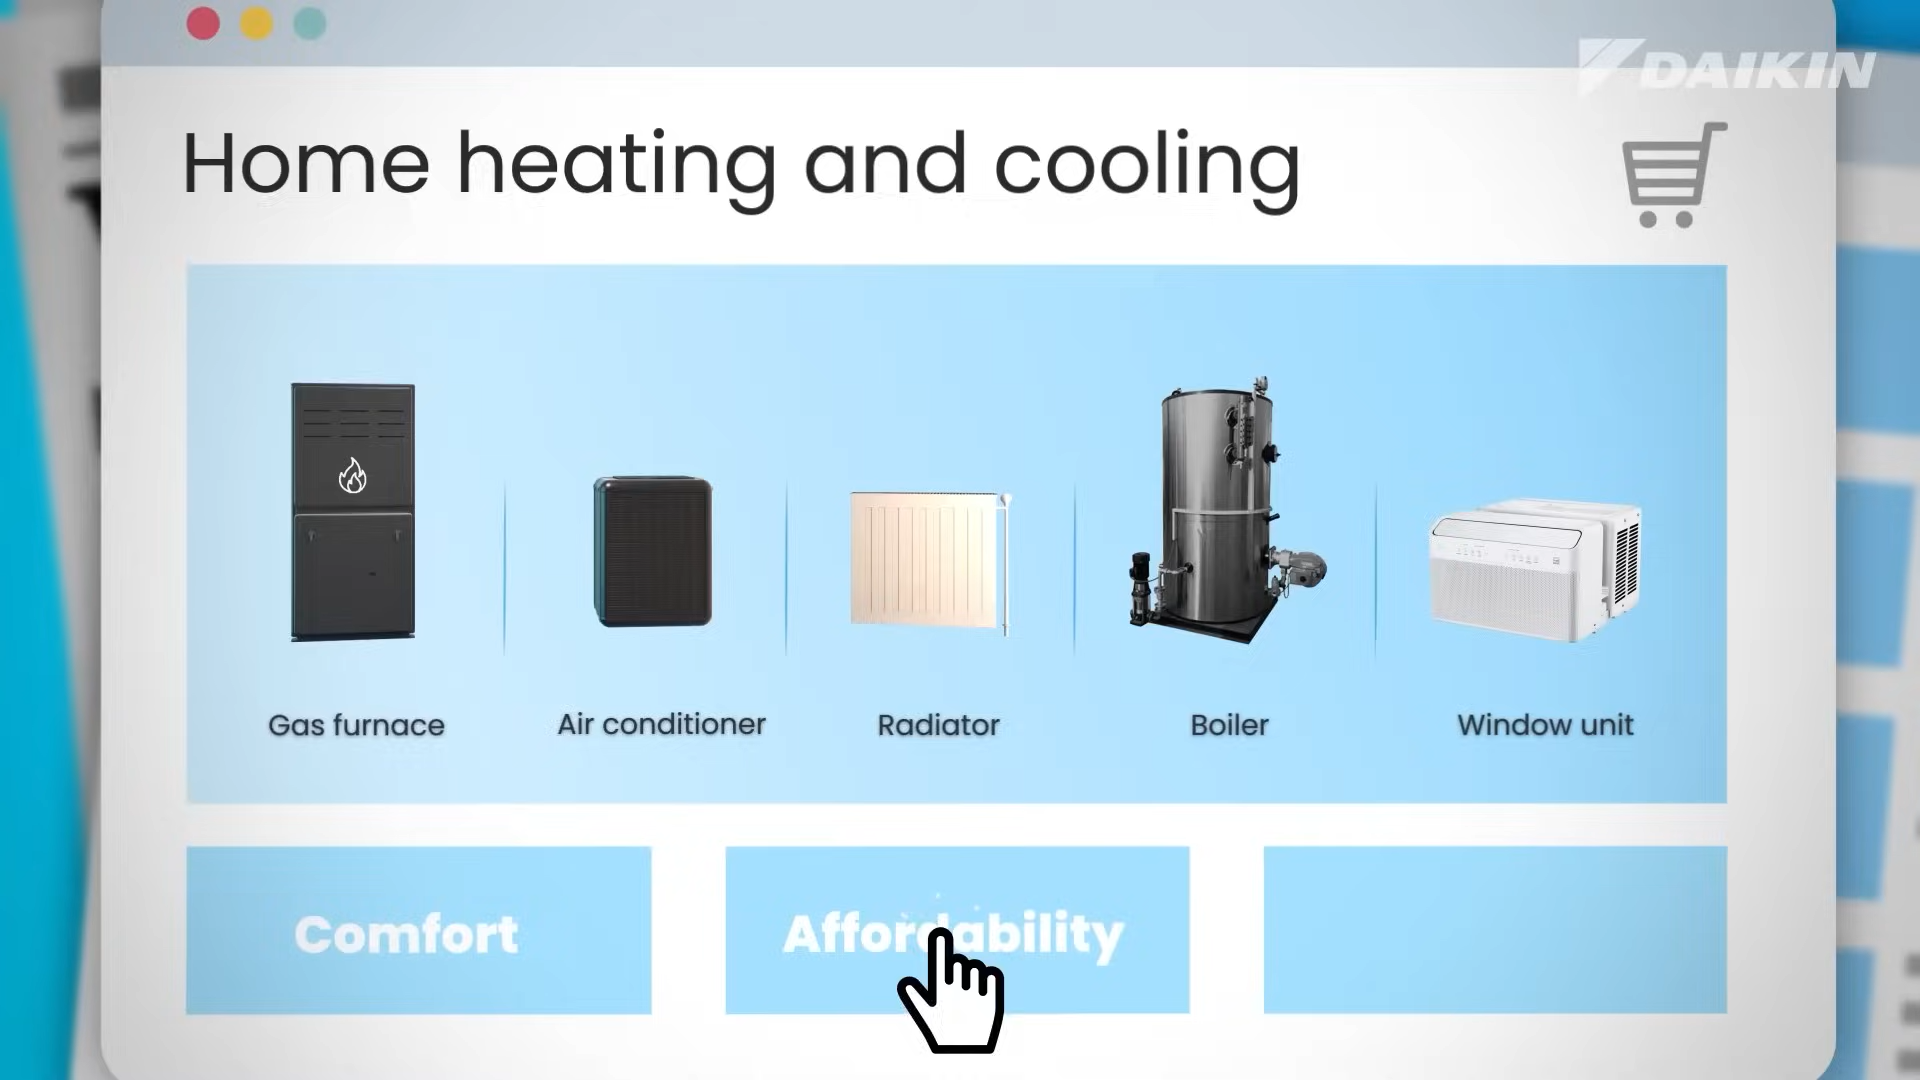 DAIKIN
Home heating and cooling
Gas furnace
Air conditioner
Radiator
Boiler
Window unit
Comfort
Affordability